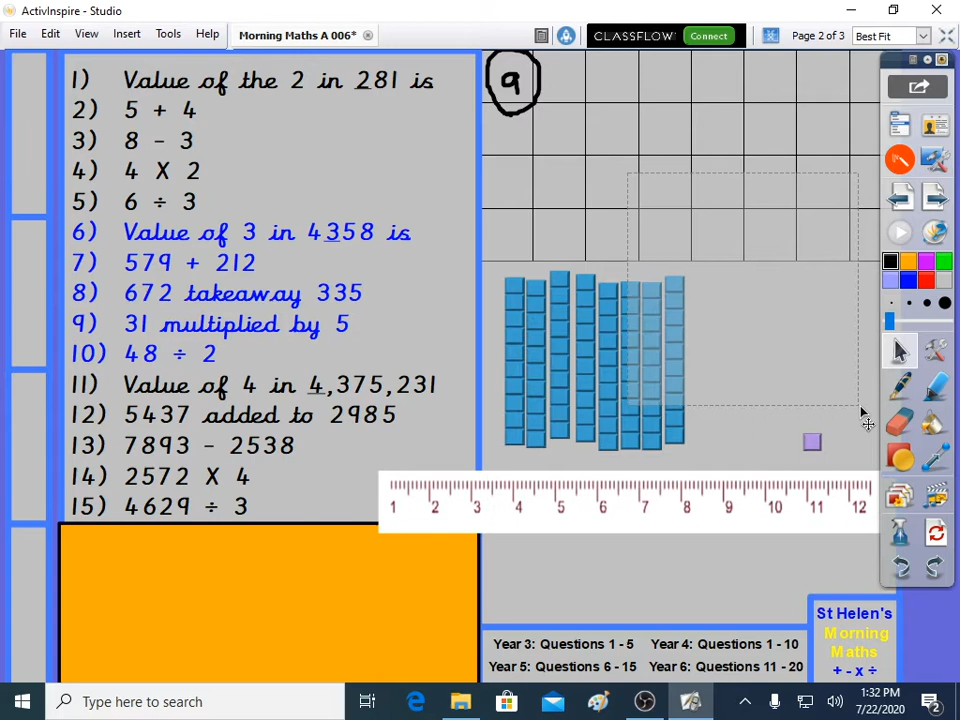 ActivInspire - Studio
File Edit View Insert Tools Help Morning Maths A 006* CLASSFLOW Connect Page 2 of 3 Best Fit
1) Value of the 2 in 281 is
2) 5 + 4
3) 8 - 3
4) 4 X 2
5) 6 ÷ 3
6) Value of 3 in 4358 is
7) 579 + 212
8) 672 takeaway 335
9) 31 multiplied by 5
10) 48 ÷ 2
11) Value of 4 in 4,375,231
12) 5437 added to 2985
13) 7893 - 2538
14) 2572 X 4
15) 4629 ÷ 3
9
1 2 3 4 5 6 7 8 9 10 11 12
Year 3: Questions 1 - 5 Year 4: Questions 1 - 10
Year 5: Questions 6 - 15 Year 6: Questions 11 - 20
St Helen's
Morning
Maths
+ - x ÷
Type here to search
1:32 PM
7/22/2020
2